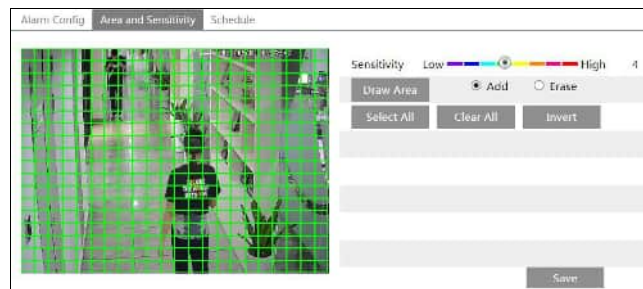 Alarm Config Area and Sensitivity Schedule
Sensitivity Low High 4
Draw Area Add Erase
Select All Clear All Invert
Save